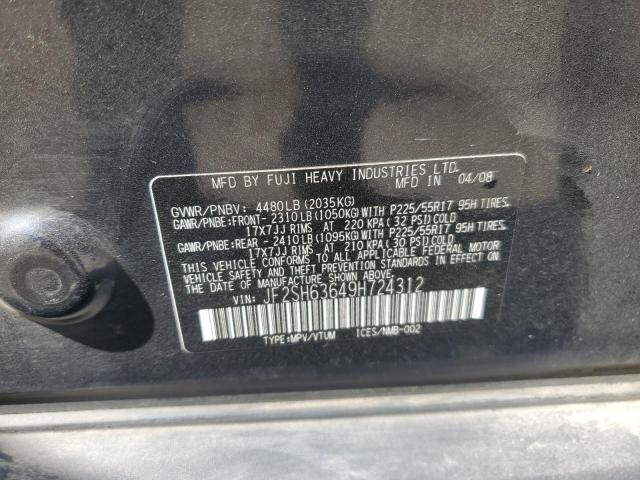 MFD BY FUJI HEAVY INDUSTRIES LTD.
MFD IN 04/08
GVWR/PNBV: 4480LB(2035KG)
GAWR/PNBE:FRONT-2310LB(1050KG)WITH P225/55R17 95H TIRES,
17X7JJ RIMS AT 220 KPA(32 PSI)COLD
GAWR/PNBE:REAR -2410LB(1095KG)WITH P225/55R17 95H TIRES,
17X7JJ RIMS AT 210 KPA(30 PSI)COLD
THIS VEHICLE CONFORMS TO ALL APPLICABLE FEDERAL MOTOR
VEHICLE SAFETY AND THEFT PREVENTION STANDARDS
IN EFFECT ON THE DATE OF MANUFACTURE SHOWN ABOVE.
VIN: JF2SH63649H724312
TYPE:MPV/VTUM ICES/NMB-002